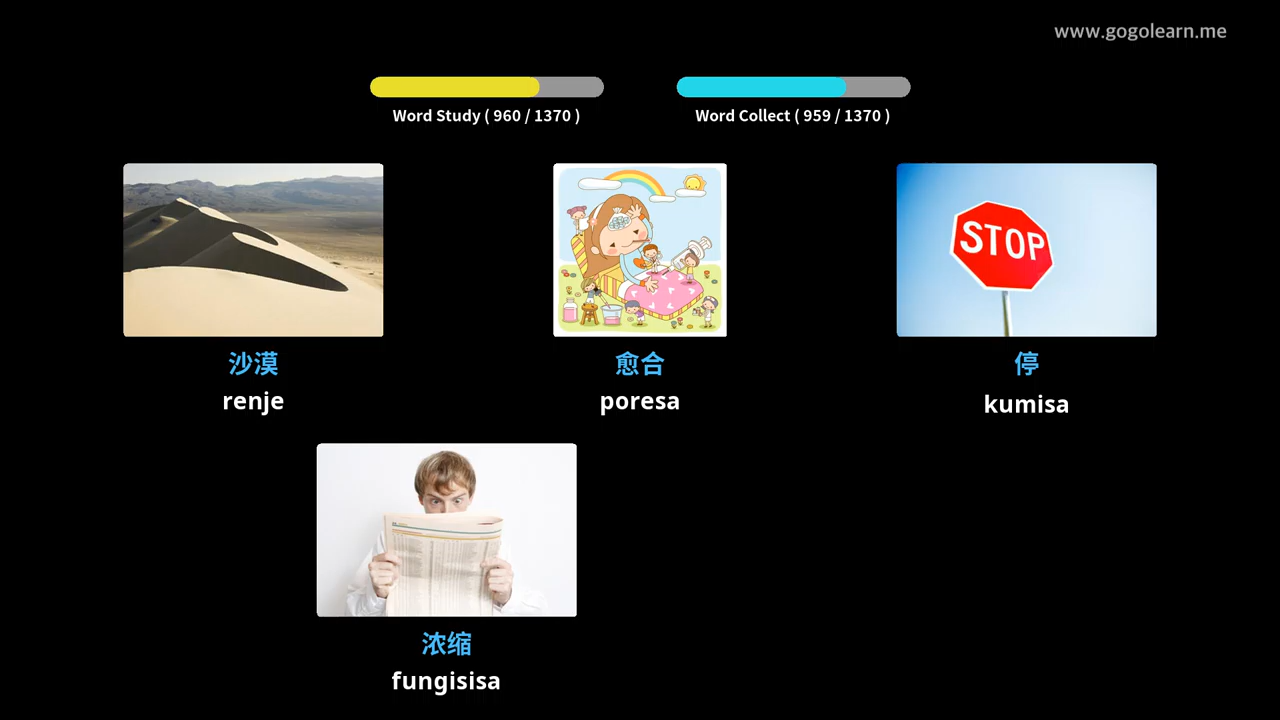 www.gogolearn.me
Word Study ( 960 / 1370 )
Word Collect ( 959 / 1370 )
STOP
沙漠
愈合
停
renje
poresa
kumisa
浓缩
fungisisa